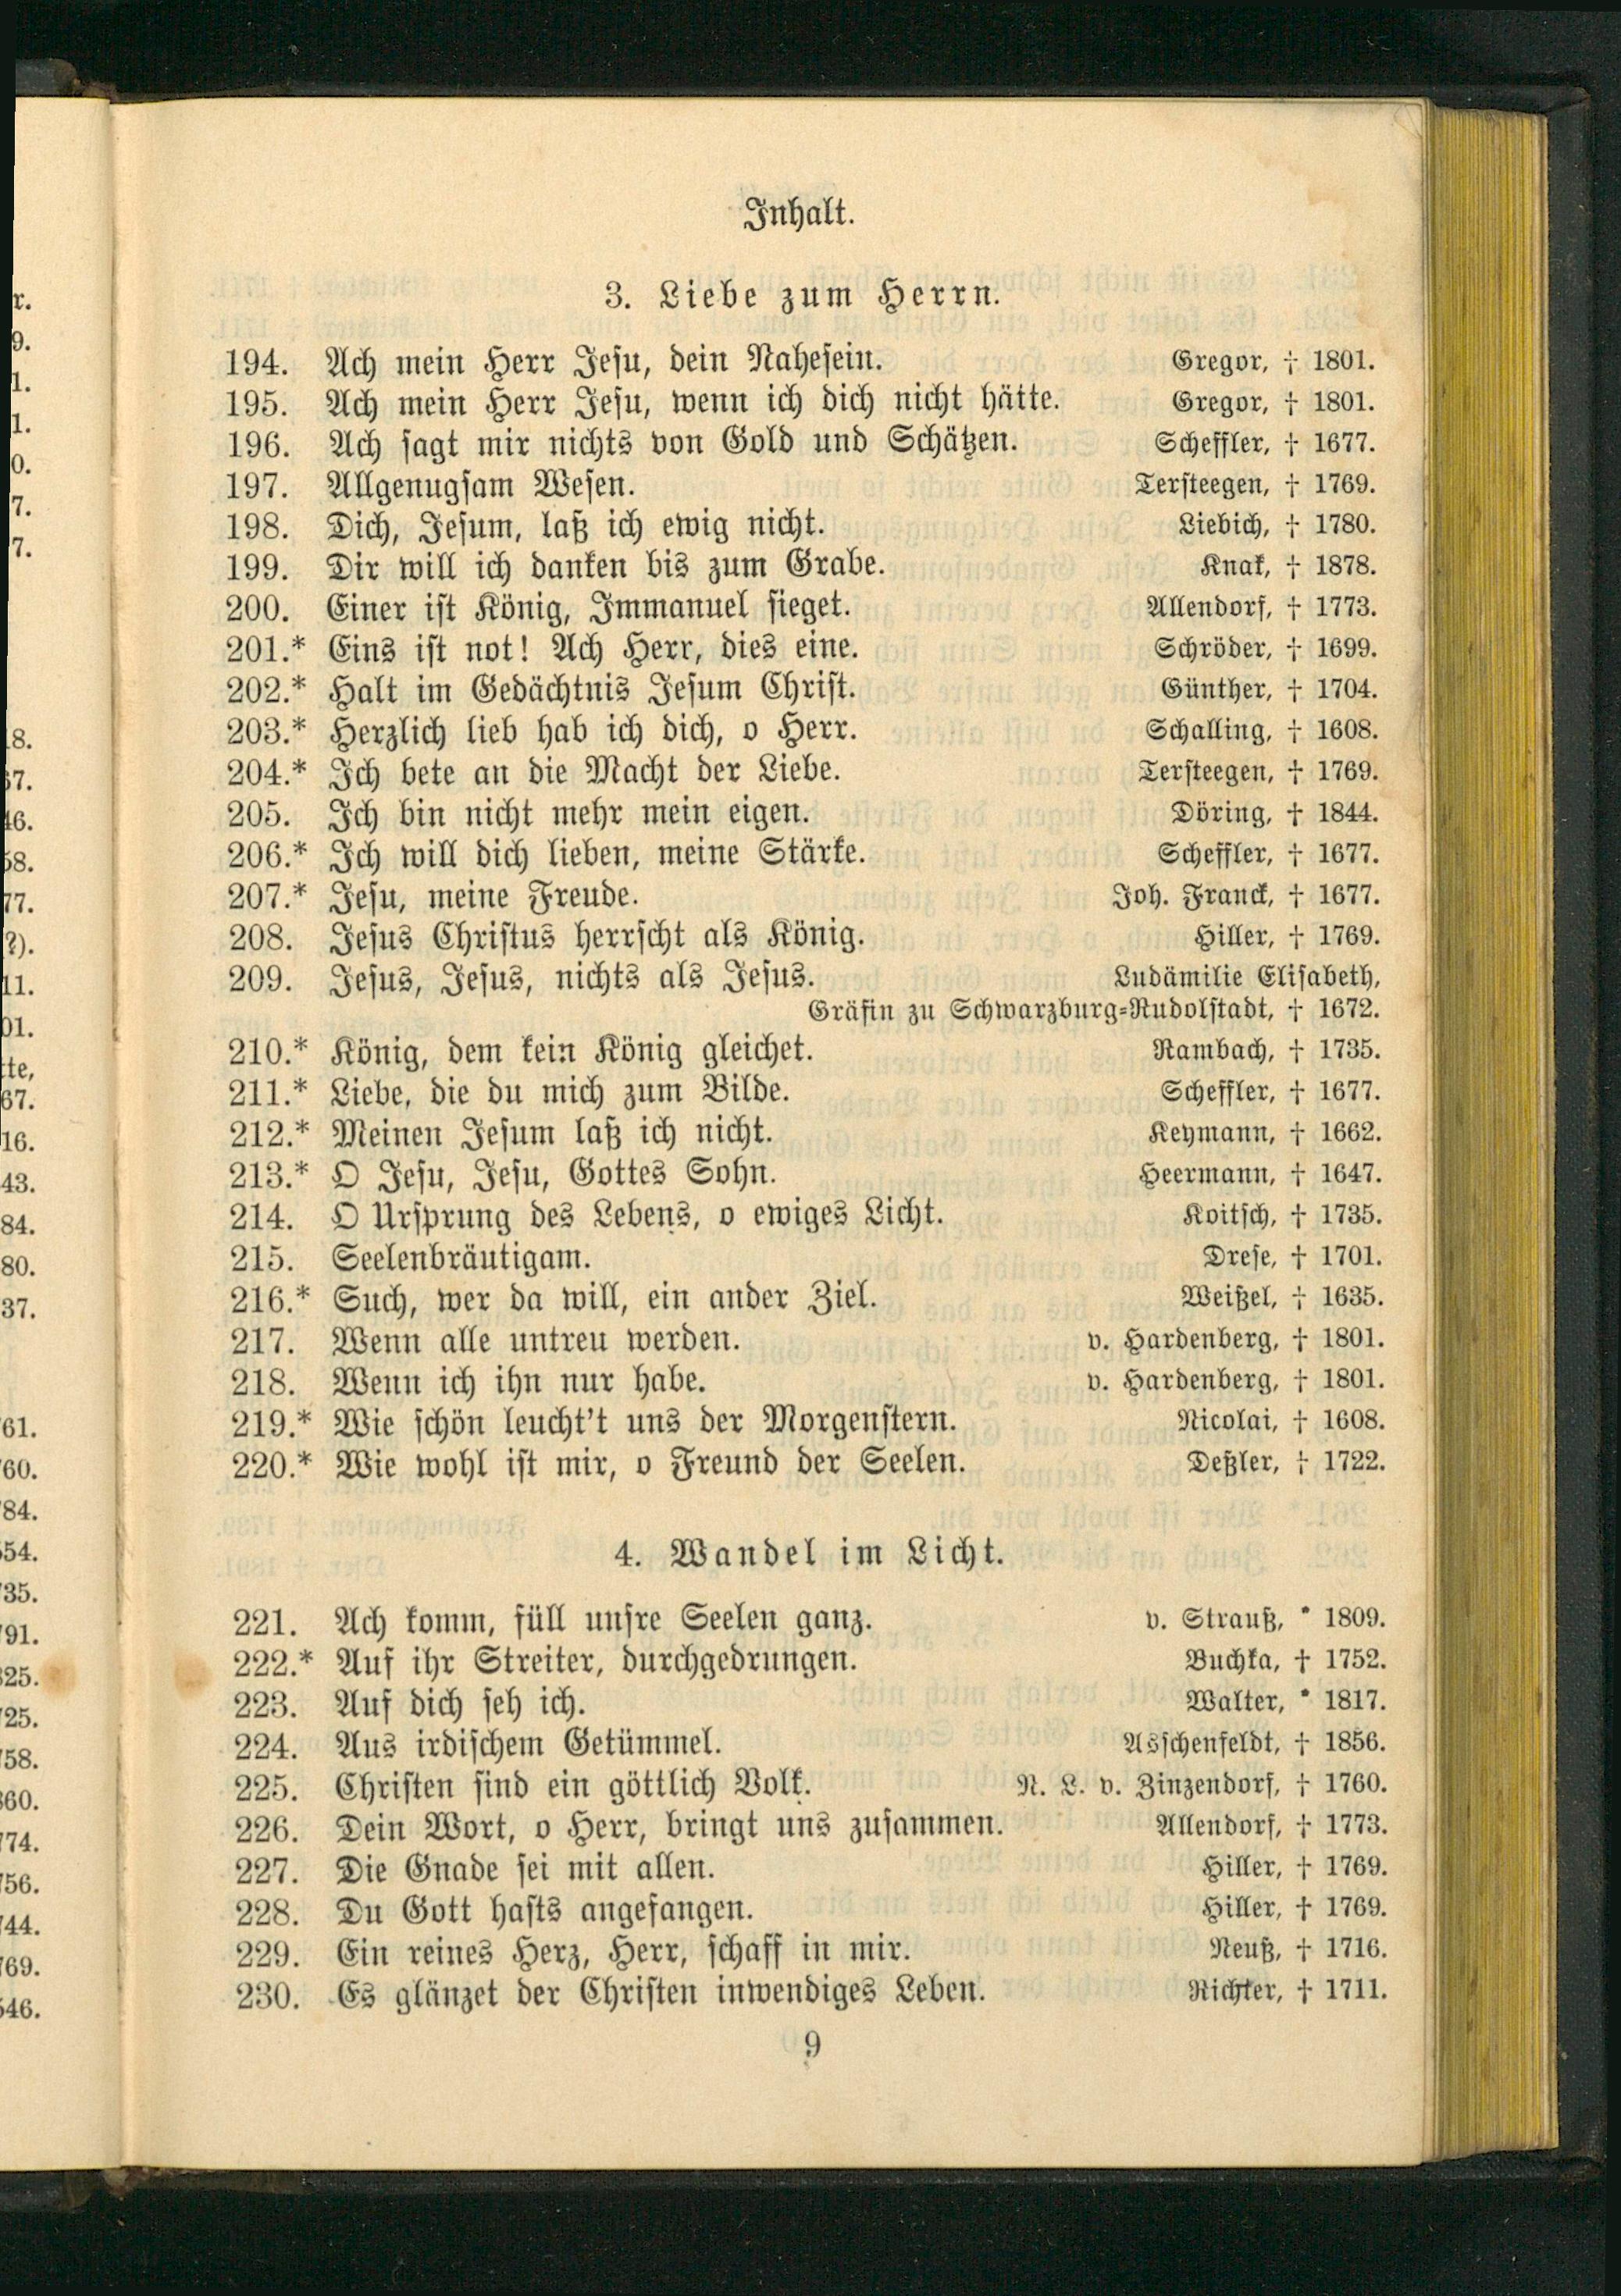 Inhalt.
3. Liebe zum Herrn.
194. Ach mein Herr Jesu, dein Nahesein. Gregor, † 1801.
195. Ach mein Herr Jesu, wenn ich dich nicht hätte. Gregor, † 1801.
196. Ach sagt mir nichts von Gold und Schätzen. Scheffler, † 1677.
197. Allgenugsam Wesen. Tersteegen, † 1769.
198. Dich, Jesum, laß ich ewig nicht. Liebich, † 1780.
199. Dir will ich danken bis zum Grabe. Knak, † 1878.
200. Einer ist König, Immanuel sieget. Allendorf, † 1773.
201.* Eins ist not! Ach Herr, dies eine. Schröder, † 1699.
202.* Halt im Gedächtnis Jesum Christ. Günther, † 1704.
203.* Herzlich lieb hab ich dich, o Herr. Schalling, † 1608.
204.* Ich bete an die Macht der Liebe. Tersteegen, † 1769.
205. Ich bin nicht mehr mein eigen. Döring, † 1844.
206.* Ich will dich lieben, meine Stärke. Scheffler, † 1677.
207.* Jesu, meine Freude. Joh. Franck, † 1677.
208. Jesus Christus herrscht als König. Hiller, † 1769.
209. Jesus, Jesus, nichts als Jesus. Ludämilie Elisabeth,
Gräfin zu Schwarzburg-Rudolstadt, † 1672.
210.* König, dem kein König gleichet. Rambach, † 1735.
211.* Liebe, die du mich zum Bilde. Scheffler, † 1677.
212.* Meinen Jesum laß ich nicht. Keymann, † 1662.
213.* O Jesu, Jesu, Gottes Sohn. Heermann, † 1647.
214. O Ursprung des Lebens, o ewiges Licht. Koitsch, † 1735.
215. Seelenbräutigam. Drese, † 1701.
216.* Such, wer da will, ein ander Ziel. Weißel, † 1635.
217. Wenn alle untreu werden. v. Hardenberg, † 1801.
218. Wenn ich ihn nur habe. v. Hardenberg, † 1801.
219.* Wie schön leucht't uns der Morgenstern. Nicolai, † 1608.
220.* Wie wohl ist mir, o Freund der Seelen. Deßler, † 1722.
4. Wandel im Licht.
221. Ach komm, füll unsre Seelen ganz. v. Strauß, * 1809.
222.* Auf ihr Streiter, durchgedrungen. Buchka, † 1752.
223. Auf dich seh ich. Walter, * 1817.
224. Aus irdischem Getümmel. Asschenfeldt, † 1856.
225. Christen sind ein göttlich Volk. N. L. v. Zinzendorf, † 1760.
226. Dein Wort, o Herr, bringt uns zusammen. Allendorf, † 1773.
227. Die Gnade sei mit allen. Hiller, † 1769.
228. Du Gott hasts angefangen. Hiller, † 1769.
229. Ein reines Herz, Herr, schaff in mir. Neuß, † 1716.
230. Es glänzet der Christen inwendiges Leben. Richter, † 1711.
9